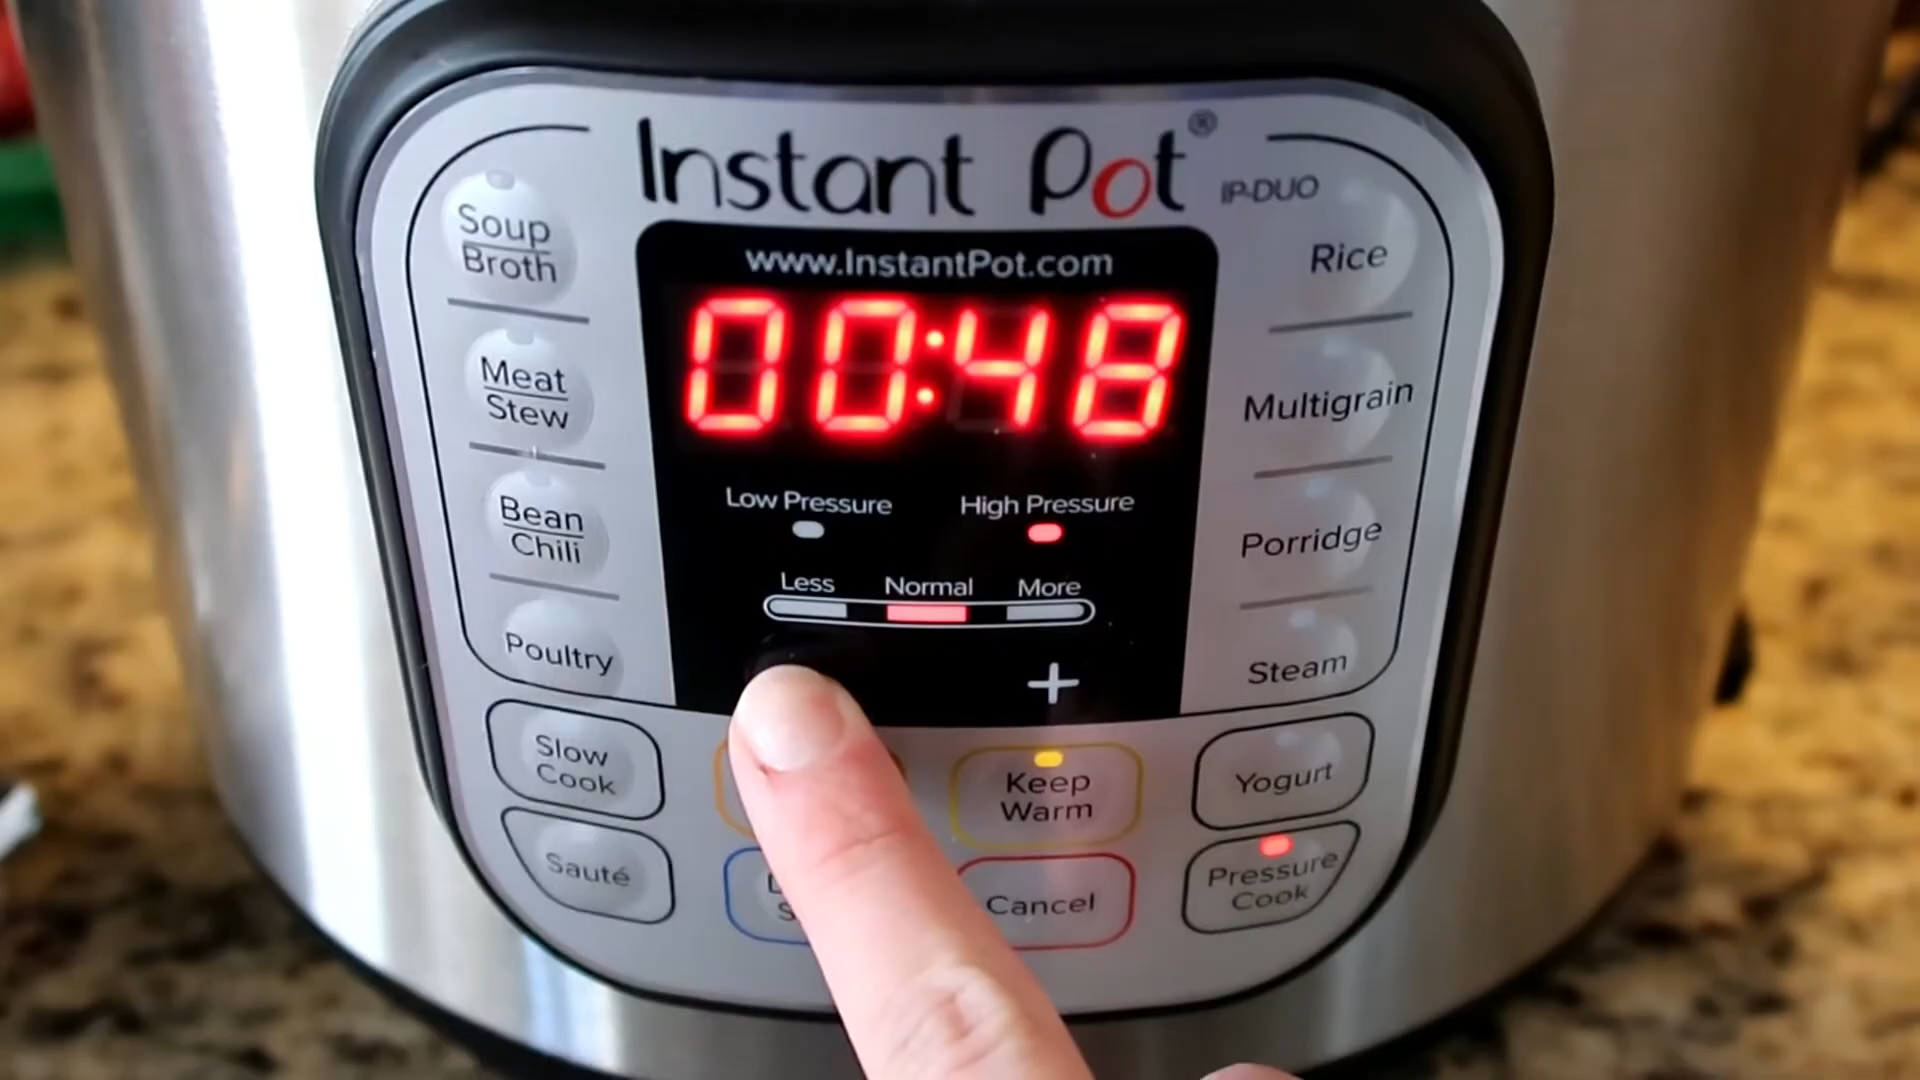 Instant Pot® IP-DUO
www.InstantPot.com
00:48
Low Pressure High Pressure
Less Normal More
+
Soup
Broth
Meat
Stew
Bean
Chili
Poultry
Rice
Multigrain
Porridge
Steam
Slow
Cook
Keep
Warm
Yogurt
Sauté
Cancel
Pressure
Cook